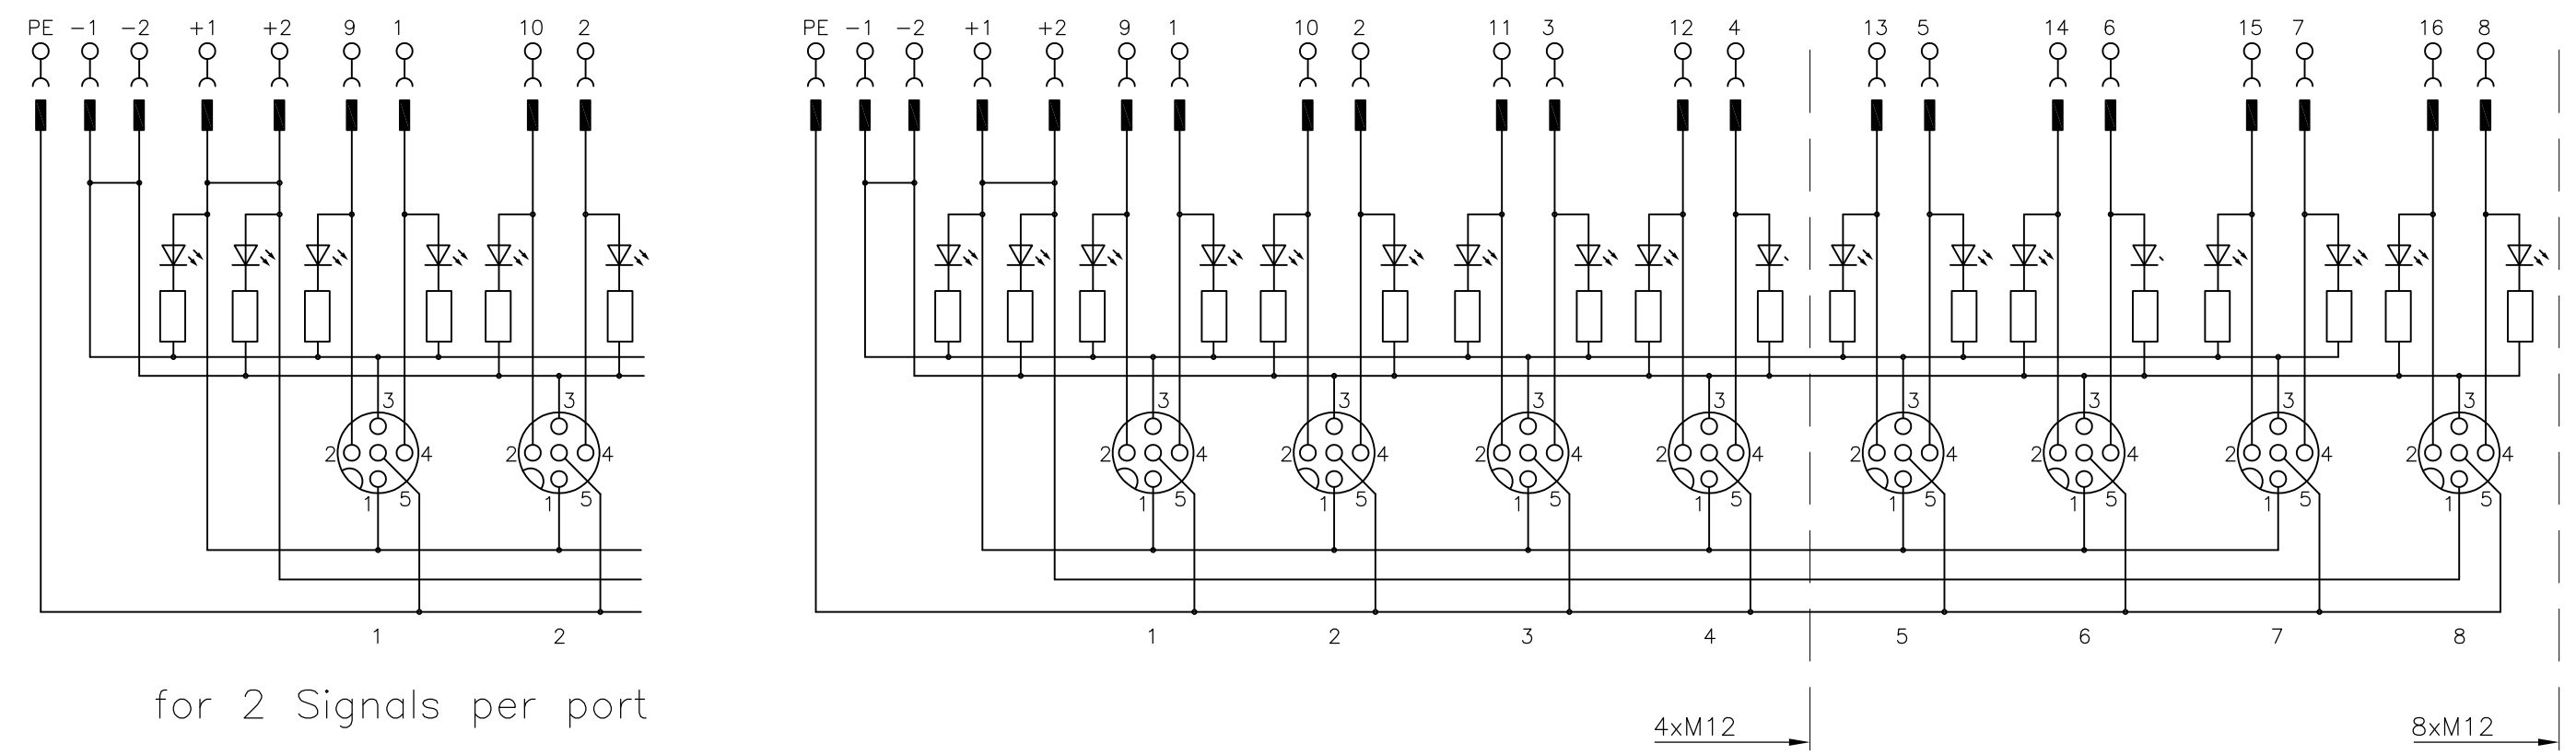 PE -1 -2 +1 +2 9 1 10 2 PE -1 -2 +1 +2 9 1 10 2 11 3 12 4 13 5 14 6 15 7 16 8
3 3 3 3 3 3 3 3 3 3
2 4 2 4 2 4 2 4 2 4 2 4 2 4 2 4 2 4 2 4
1 5 1 5 1 5 1 5 1 5 1 5 1 5 1 5 1 5 1 5
1 2 1 2 3 4 5 6 7 8
for 2 Signals per port
4xM12 8xM12